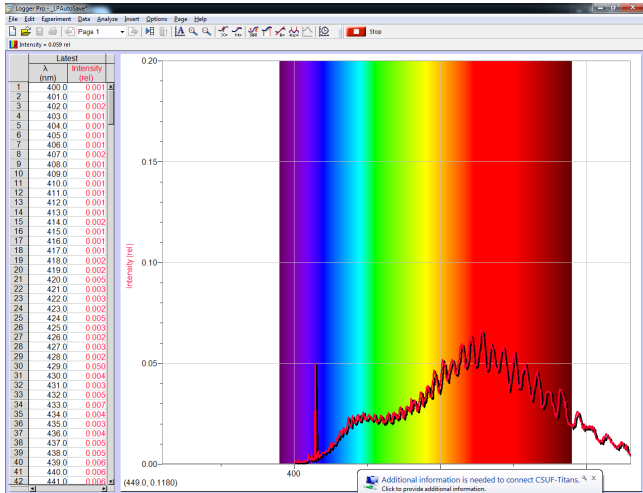 Logger Pro - _LPAutoSave*
File Edit Experiment Data Analyze Insert Options Page Help
Page 1
Stop
Intensity = 0.059 rel
Latest
λ Intensity
(nm) (rel)
1 400.0 0.001
2 401.0 0.001
3 402.0 0.002
4 403.0 0.001
5 404.0 0.001
6 405.0 0.001
7 406.0 0.001
8 407.0 0.002
9 408.0 0.001
10 409.0 0.001
11 410.0 0.001
12 411.0 0.001
13 412.0 0.001
14 413.0 0.001
15 414.0 0.002
16 415.0 0.001
17 416.0 0.001
18 417.0 0.001
19 418.0 0.002
20 419.0 0.002
21 420.0 0.005
22 421.0 0.003
23 422.0 0.003
24 423.0 0.002
25 424.0 0.005
26 425.0 0.003
27 426.0 0.002
28 427.0 0.003
29 428.0 0.002
30 429.0 0.050
31 430.0 0.004
32 431.0 0.003
33 432.0 0.005
34 433.0 0.007
35 434.0 0.004
36 435.0 0.003
37 436.0 0.004
38 437.0 0.005
39 438.0 0.005
40 439.0 0.006
41 440.0 0.006
42 441.0 0.006
0.20
0.15
0.10
0.05
0.00
Intensity (rel)
400
(449.0, 0.1180)
Additional information is needed to connect CSUF-Titans.
Click to provide additional information.